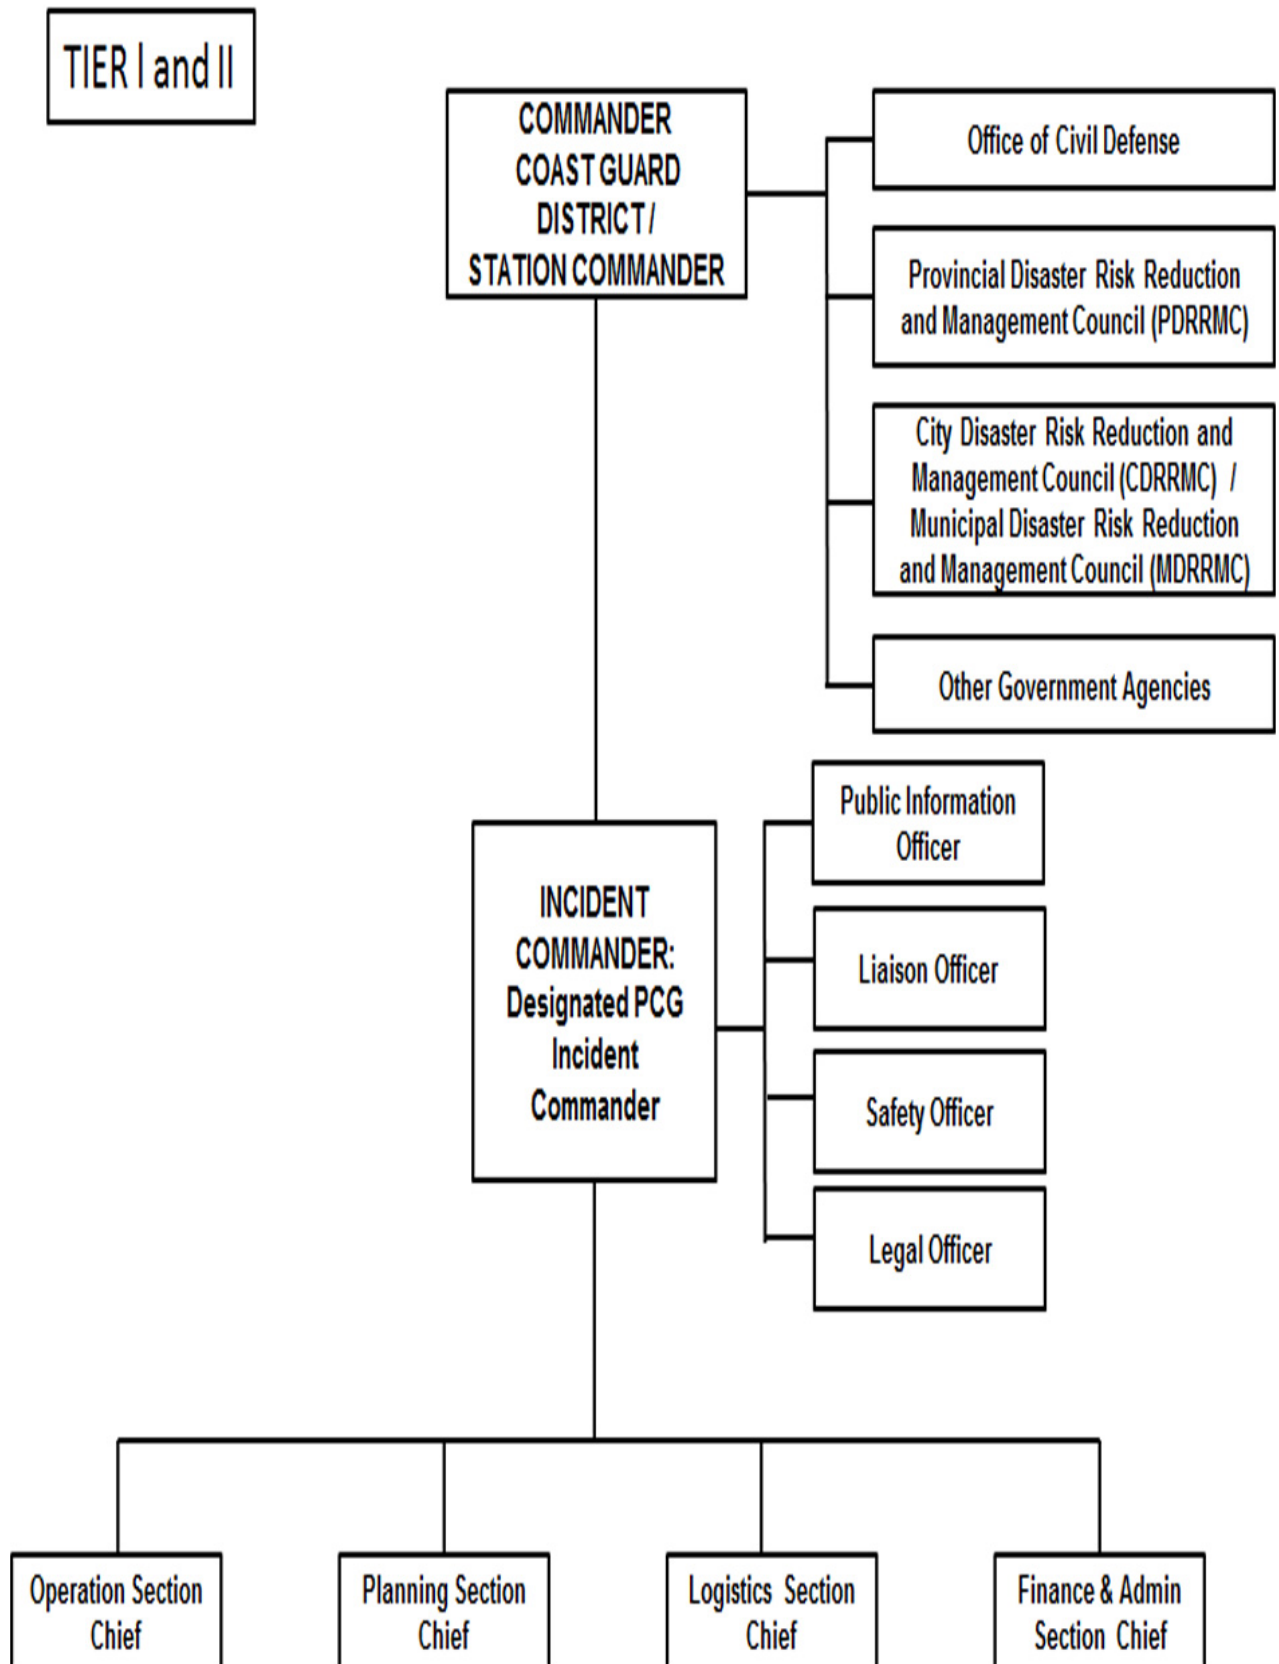 TIER I and II
COMMANDER
COAST GUARD
DISTRICT /
STATION COMMANDER
Office of Civil Defense
Provincial Disaster Risk Reduction
and Management Council (PDRRMC)
City Disaster Risk Reduction and
Management Council (CDRRMC) /
Municipal Disaster Risk Reduction
and Management Council (MDRRMC)
Other Government Agencies
INCIDENT
COMMANDER:
Designated PCG
Incident
Commander
Public Information
Officer
Liaison Officer
Safety Officer
Legal Officer
Operation Section
Chief
Planning Section
Chief
Logistics Section
Chief
Finance & Admin
Section Chief